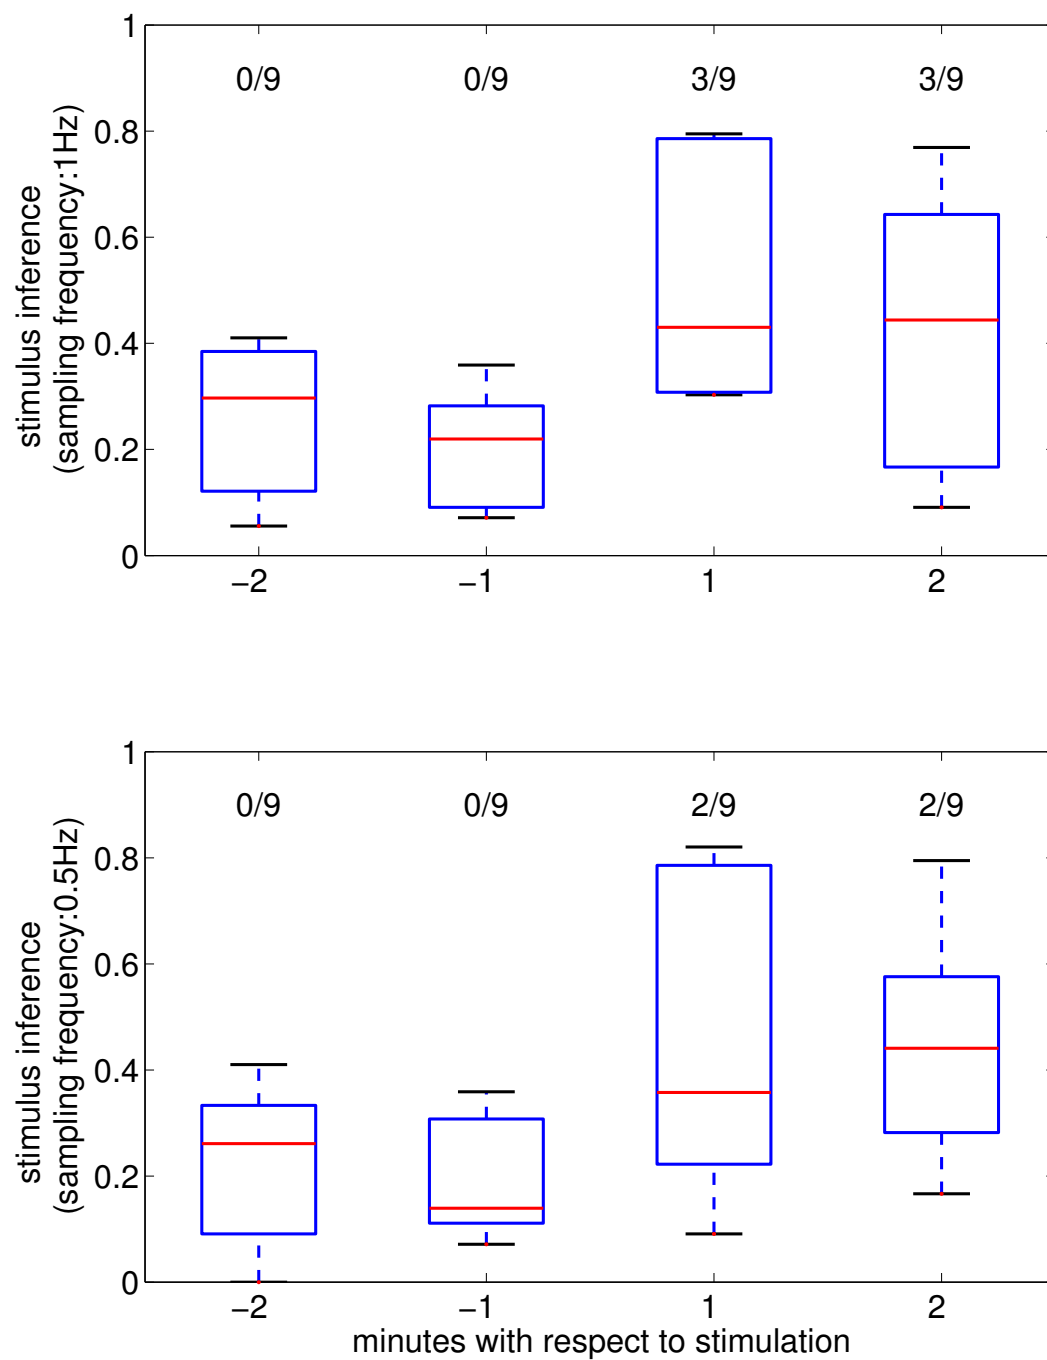 1
0/9 0/9 3/9 3/9
0.8
0.6
0.4
0.2
0
stimulus inference
(sampling frequency:1Hz)
−2 −1 1 2
1
0/9 0/9 2/9 2/9
0.8
0.6
0.4
0.2
0
stimulus inference
(sampling frequency:0.5Hz)
−2 −1 1 2
minutes with respect to stimulation